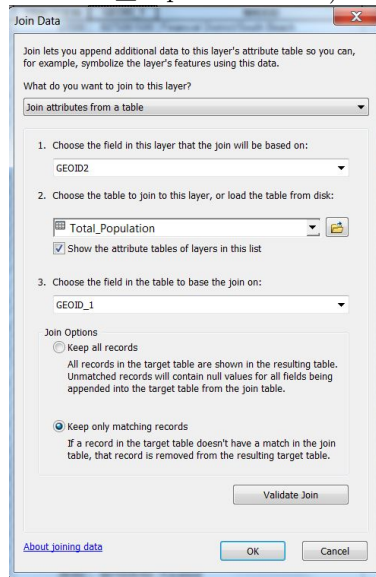 Join Data
Join lets you append additional data to this layer's attribute table so you can,
for example, symbolize the layer's features using this data.
What do you want to join to this layer?
Join attributes from a table
1. Choose the field in this layer that the join will be based on:
GEOID2
2. Choose the table to join to this layer, or load the table from disk:
Total_Population
Show the attribute tables of layers in this list
3. Choose the field in the table to base the join on:
GEOID_1
Join Options
Keep all records
All records in the target table are shown in the resulting table.
Unmatched records will contain null values for all fields being
appended into the target table from the join table.
Keep only matching records
If a record in the target table doesn't have a match in the join
table, that record is removed from the resulting target table.
Validate Join
About joining data
OK
Cancel